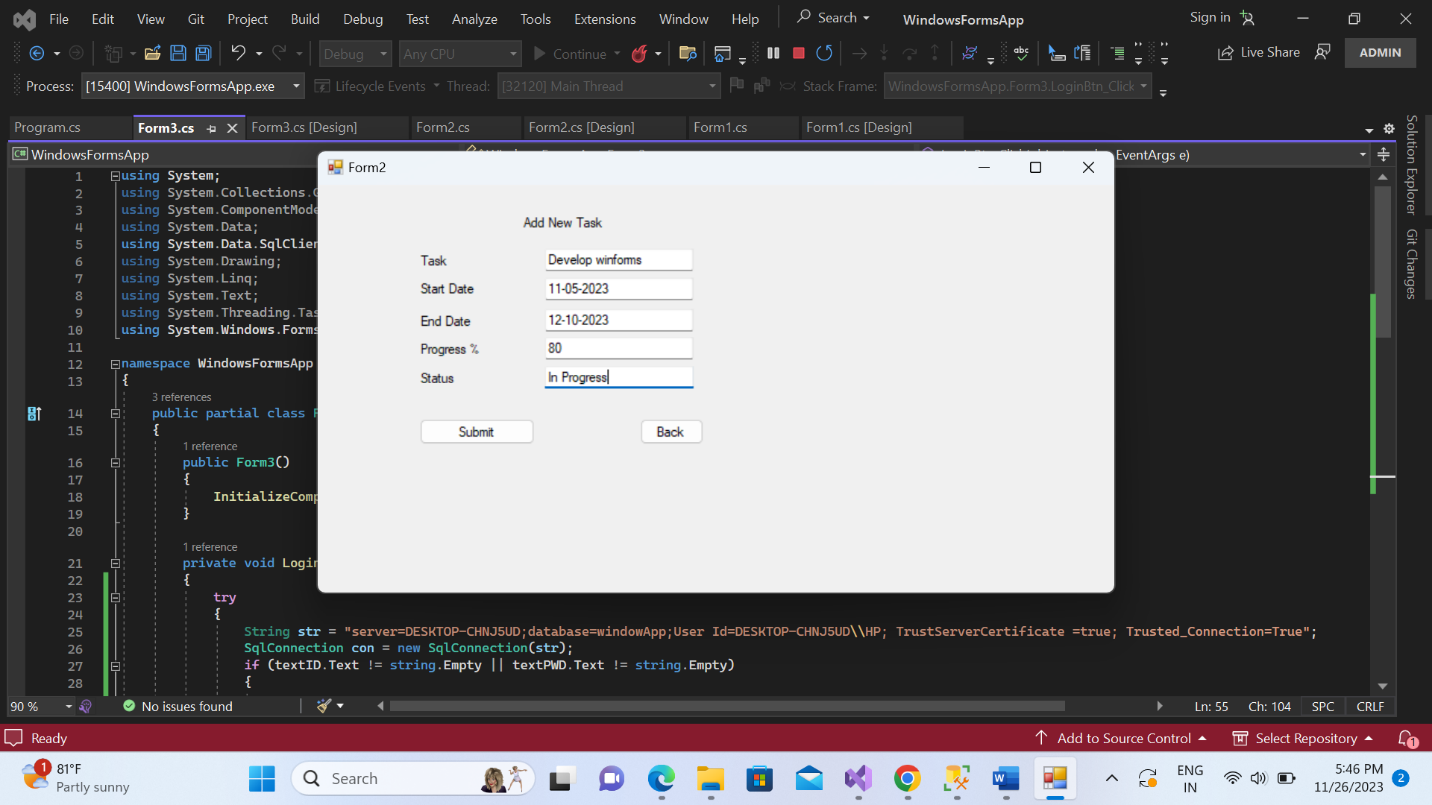 File Edit View Git Project Build Debug Test Analyze Tools Extensions Window Help Search WindowsFormsApp Sign in
Debug Any CPU Continue Live Share ADMIN
Process: [15400] WindowsFormsApp.exe Lifecycle Events Thread: [32120] Main Thread Stack Frame: WindowsFormsApp.Form3.LoginBtn_Click
Program.cs Form3.cs Form3.cs [Design] Form2.cs Form2.cs [Design] Form1.cs Form1.cs [Design]
WindowsFormsApp EventArgs e)
Solution Explorer
Git Changes
Form2
Add New Task
Task Develop winforms
Start Date 11-05-2023
End Date 12-10-2023
Progress % 80
Status In Progress
Submit Back
1 using System;
2 using System.Collections.G
3 using System.ComponentMode
4 using System.Data;
5 using System.Data.SqlClien
6 using System.Drawing;
7 using System.Linq;
8 using System.Text;
9 using System.Threading.Tas
10 using System.Windows.Forms
11
12 namespace WindowsFormsApp
13 {
3 references
14 public partial class F
15 {
1 reference
16 public Form3()
17 {
18 InitializeComp
19 }
20
1 reference
21 private void Login
22 {
23 try
24 {
25 String str = "server=DESKTOP-CHNJ5UD;database=windowApp;User Id=DESKTOP-CHNJ5UD\\HP; TrustServerCertificate =true; Trusted_Connection=True";
26 SqlConnection con = new SqlConnection(str);
27 if (textID.Text != string.Empty || textPWD.Text != string.Empty)
28 {
90 % No issues found Ln: 55 Ch: 104 SPC CRLF
Ready Add to Source Control Select Repository 1
1 81°F
Partly sunny
Search
ENG
IN
5:46 PM
11/26/2023
2